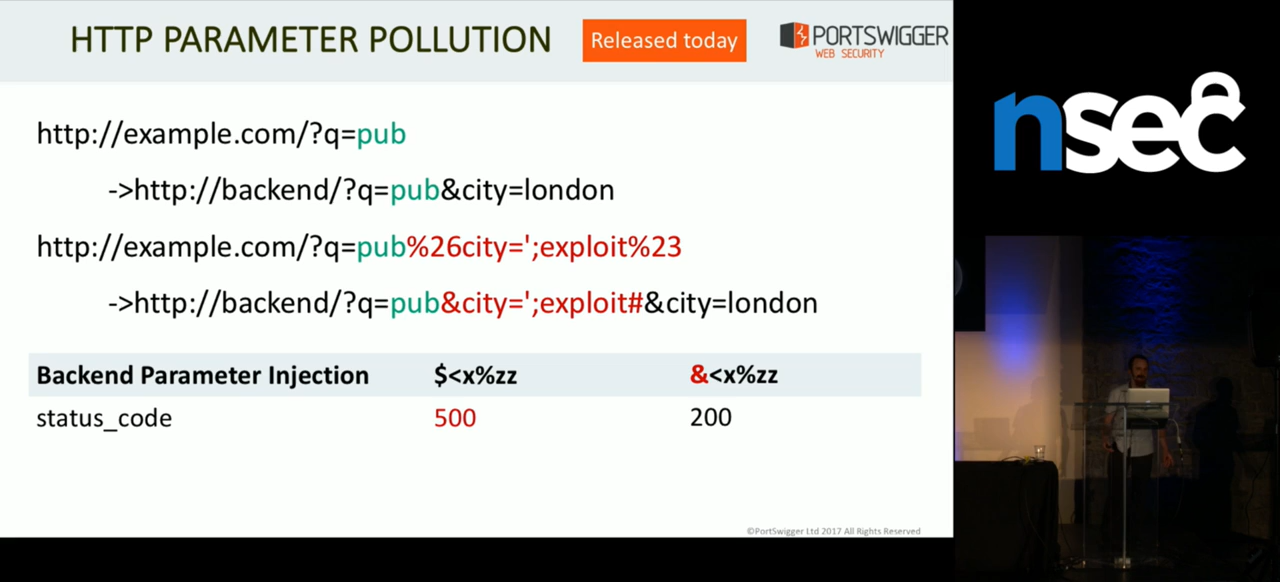 HTTP PARAMETER POLLUTION
Released today
PORTSWIGGER
WEB SECURITY
http://example.com/?q=pub
->http://backend/?q=pub&city=london
http://example.com/?q=pub%26city=';exploit%23
->http://backend/?q=pub&city=';exploit#&city=london
Backend Parameter Injection $<x%zz &<x%zz
status_code 500 200
©PortSwigger Ltd 2017 All Rights Reserved
nsec